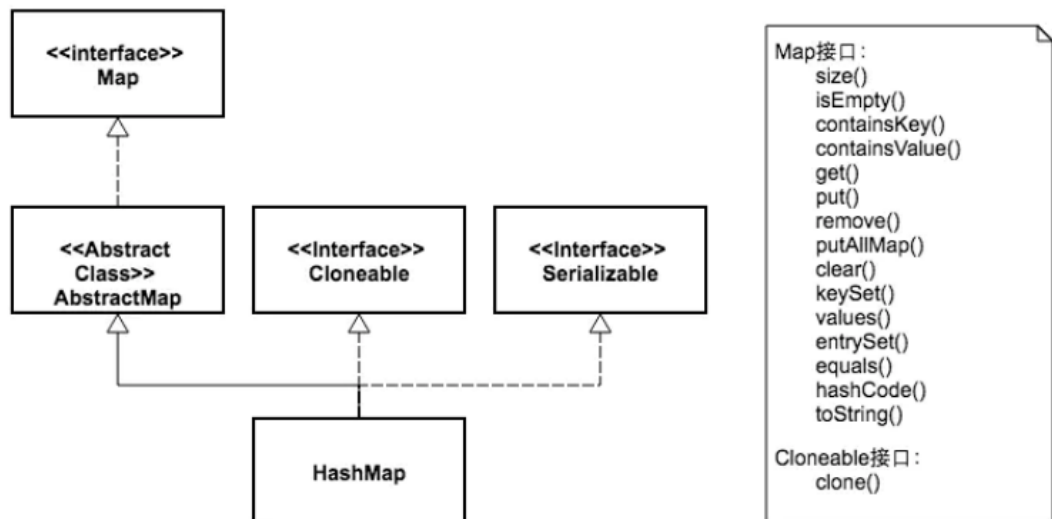 <<interface>>
Map
<<Abstract
Class>>
AbstractMap
<<Interface>>
Cloneable
<<Interface>>
Serializable
HashMap
Map接口：
size()
isEmpty()
containsKey()
containsValue()
get()
put()
remove()
putAllMap()
clear()
keySet()
values()
entrySet()
equals()
hashCode()
toString()
Cloneable接口：
clone()